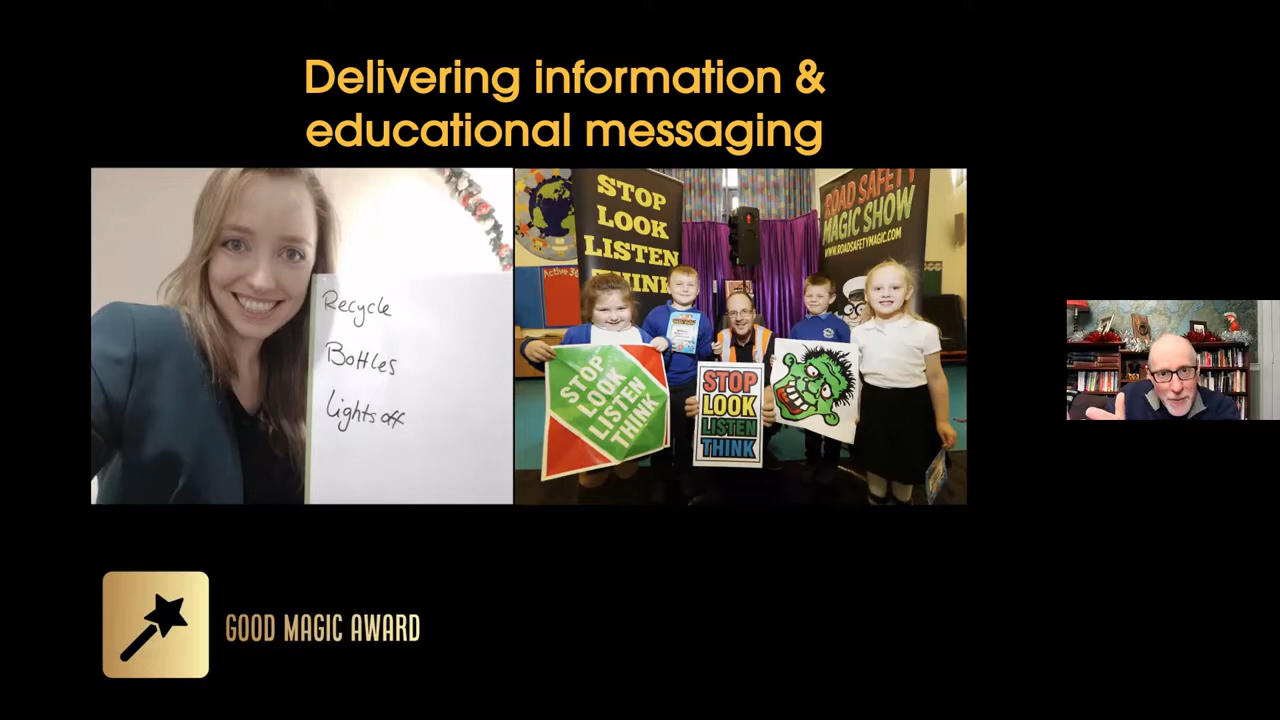 Delivering information &
educational messaging
Recycle
Bottles
Lights off
STOP
LOOK
LISTEN
THINK
Active
ROAD SAFETY
MAGIC SHOW
WWW.ROADSAFETYMAGIC.COM
STOP
LOOK
LISTEN
THINK
STOP
LOOK
LISTEN
THINK
GOOD MAGIC AWARD